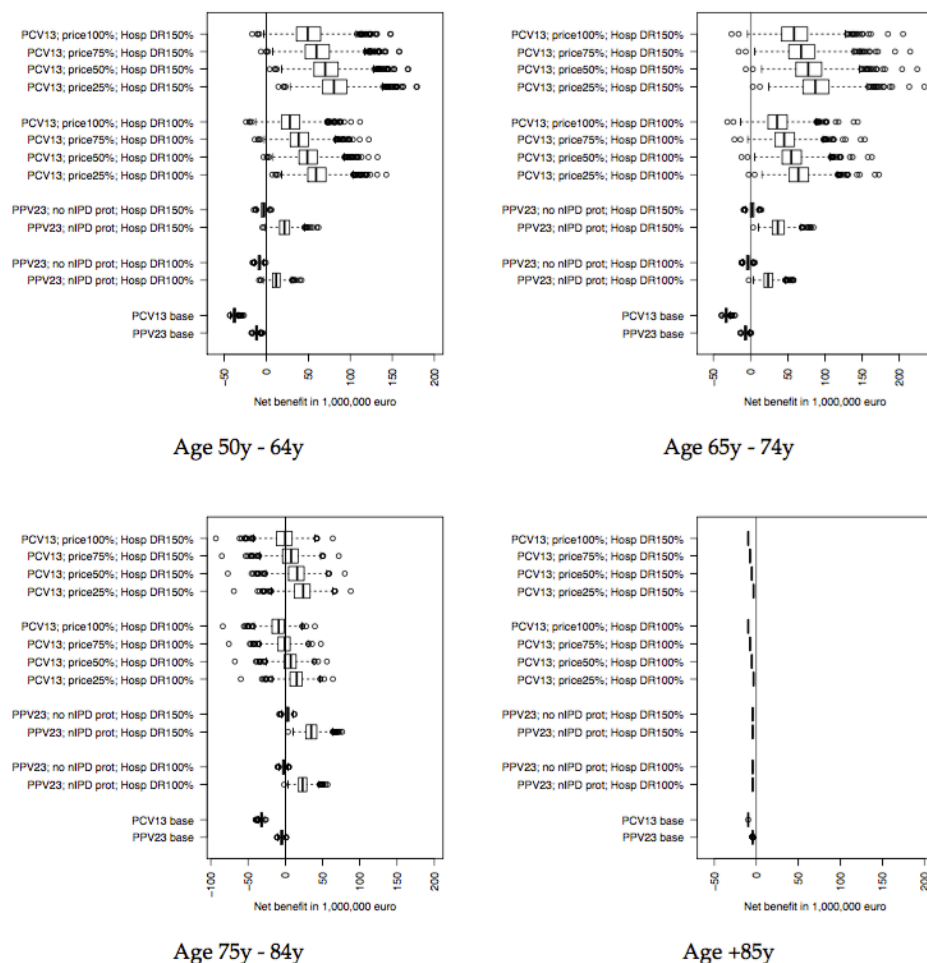 PCV13; price100%; Hosp DR150%
PCV13; price75%; Hosp DR150%
PCV13; price50%; Hosp DR150%
PCV13; price25%; Hosp DR150%
PCV13; price100%; Hosp DR100%
PCV13; price75%; Hosp DR100%
PCV13; price50%; Hosp DR100%
PCV13; price25%; Hosp DR100%
PPV23; no nIPD prot; Hosp DR150%
PPV23; nIPD prot; Hosp DR150%
PPV23; no nIPD prot; Hosp DR100%
PPV23; nIPD prot; Hosp DR100%
PCV13 base
PPV23 base
-50 0 50 100 150 200
Net benefit in 1,000,000 euro
Age 50y - 64y
PCV13; price100%; Hosp DR150%
PCV13; price75%; Hosp DR150%
PCV13; price50%; Hosp DR150%
PCV13; price25%; Hosp DR150%
PCV13; price100%; Hosp DR100%
PCV13; price75%; Hosp DR100%
PCV13; price50%; Hosp DR100%
PCV13; price25%; Hosp DR100%
PPV23; no nIPD prot; Hosp DR150%
PPV23; nIPD prot; Hosp DR150%
PPV23; no nIPD prot; Hosp DR100%
PPV23; nIPD prot; Hosp DR100%
PCV13 base
PPV23 base
-50 0 50 100 150 200
Net benefit in 1,000,000 euro
Age 65y - 74y
PCV13; price100%; Hosp DR150%
PCV13; price75%; Hosp DR150%
PCV13; price50%; Hosp DR150%
PCV13; price25%; Hosp DR150%
PCV13; price100%; Hosp DR100%
PCV13; price75%; Hosp DR100%
PCV13; price50%; Hosp DR100%
PCV13; price25%; Hosp DR100%
PPV23; no nIPD prot; Hosp DR150%
PPV23; nIPD prot; Hosp DR150%
PPV23; no nIPD prot; Hosp DR100%
PPV23; nIPD prot; Hosp DR100%
PCV13 base
PPV23 base
-100 -50 0 50 100 150 200
Net benefit in 1,000,000 euro
Age 75y - 84y
PCV13; price100%; Hosp DR150%
PCV13; price75%; Hosp DR150%
PCV13; price50%; Hosp DR150%
PCV13; price25%; Hosp DR150%
PCV13; price100%; Hosp DR100%
PCV13; price75%; Hosp DR100%
PCV13; price50%; Hosp DR100%
PCV13; price25%; Hosp DR100%
PPV23; no nIPD prot; Hosp DR150%
PPV23; nIPD prot; Hosp DR150%
PPV23; no nIPD prot; Hosp DR100%
PPV23; nIPD prot; Hosp DR100%
PCV13 base
PPV23 base
-50 0 50 100 150 200
Net benefit in 1,000,000 euro
Age +85y